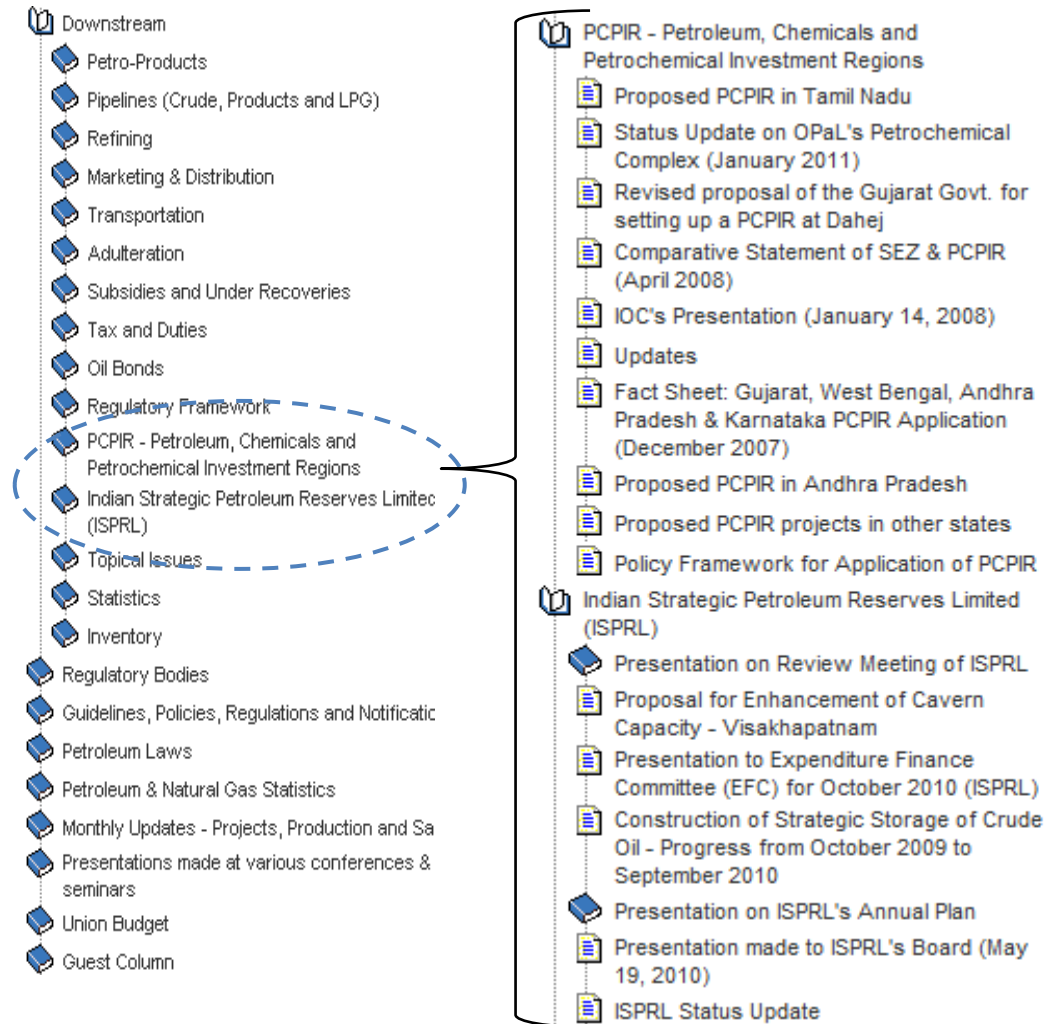 Downstream
Petro-Products
Pipelines (Crude, Products and LPG)
Refining
Marketing & Distribution
Transportation
Adulteration
Subsidies and Under Recoveries
Tax and Duties
Oil Bonds
Regulatory Framework
PCPIR - Petroleum, Chemicals and
Petrochemical Investment Regions
Indian Strategic Petroleum Reserves Limitec
(ISPRL)
Topical Issues
Statistics
Inventory
Regulatory Bodies
Guidelines, Policies, Regulations and Notificatic
Petroleum Laws
Petroleum & Natural Gas Statistics
Monthly Updates - Projects, Production and Sa
Presentations made at various conferences &
seminars
Union Budget
Guest Column
PCPIR - Petroleum, Chemicals and
Petrochemical Investment Regions
Proposed PCPIR in Tamil Nadu
Status Update on OPaL's Petrochemical
Complex (January 2011)
Revised proposal of the Gujarat Govt. for
setting up a PCPIR at Dahej
Comparative Statement of SEZ & PCPIR
(April 2008)
IOC's Presentation (January 14, 2008)
Updates
Fact Sheet: Gujarat, West Bengal, Andhra
Pradesh & Karnataka PCPIR Application
(December 2007)
Proposed PCPIR in Andhra Pradesh
Proposed PCPIR projects in other states
Policy Framework for Application of PCPIR
Indian Strategic Petroleum Reserves Limited
(ISPRL)
Presentation on Review Meeting of ISPRL
Proposal for Enhancement of Cavern
Capacity - Visakhapatnam
Presentation to Expenditure Finance
Committee (EFC) for October 2010 (ISPRL)
Construction of Strategic Storage of Crude
Oil - Progress from October 2009 to
September 2010
Presentation on ISPRL's Annual Plan
Presentation made to ISPRL's Board (May
19, 2010)
ISPRL Status Update